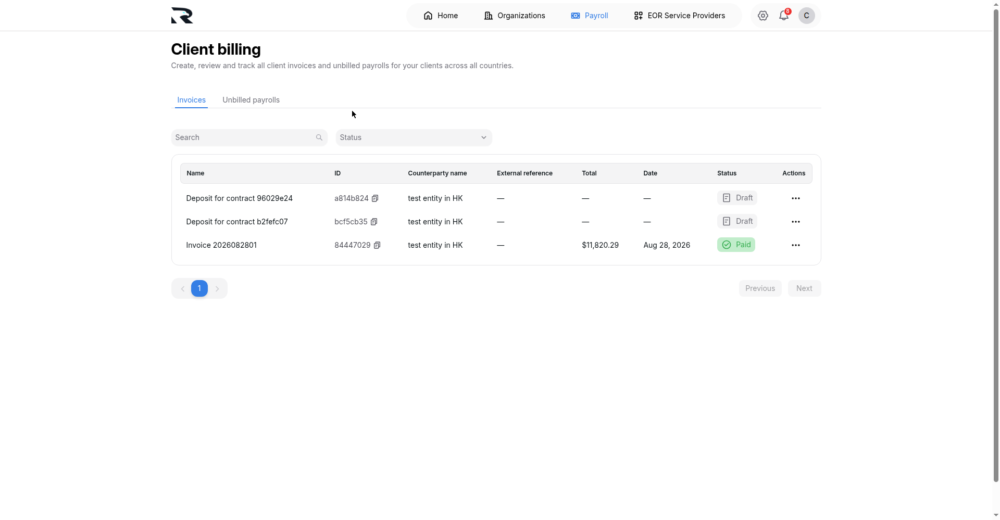 Home Organizations Payroll EOR Service Providers 8 C
Client billing
Create, review and track all client invoices and unbilled payrolls for your clients across all countries.
Invoices Unbilled payrolls
Search Status
Name ID Counterparty name External reference Total Date Status Actions
Deposit for contract 96029e24 a814b824 test entity in HK — — — Draft
Deposit for contract b2fefc07 bcf5cb35 test entity in HK — — — Draft
Invoice 2026082801 84447029 test entity in HK — $11,820.29 Aug 28, 2026 Paid
1 Previous Next